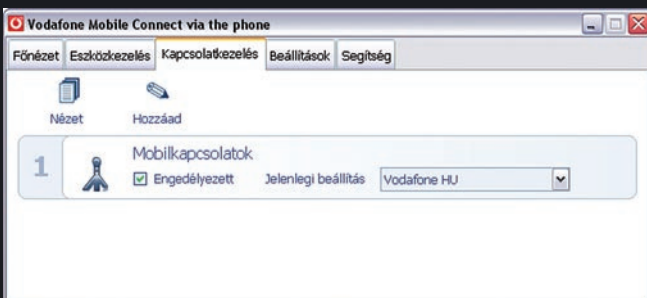 Vodafone Mobile Connect via the phone
Főnézet Eszközkezelés Kapcsolatkezelés Beállítások Segítség
Nézet Hozzáad
1 Mobilkapcsolatok
Engedélyezett Jelenlegi beállítás Vodafone HU